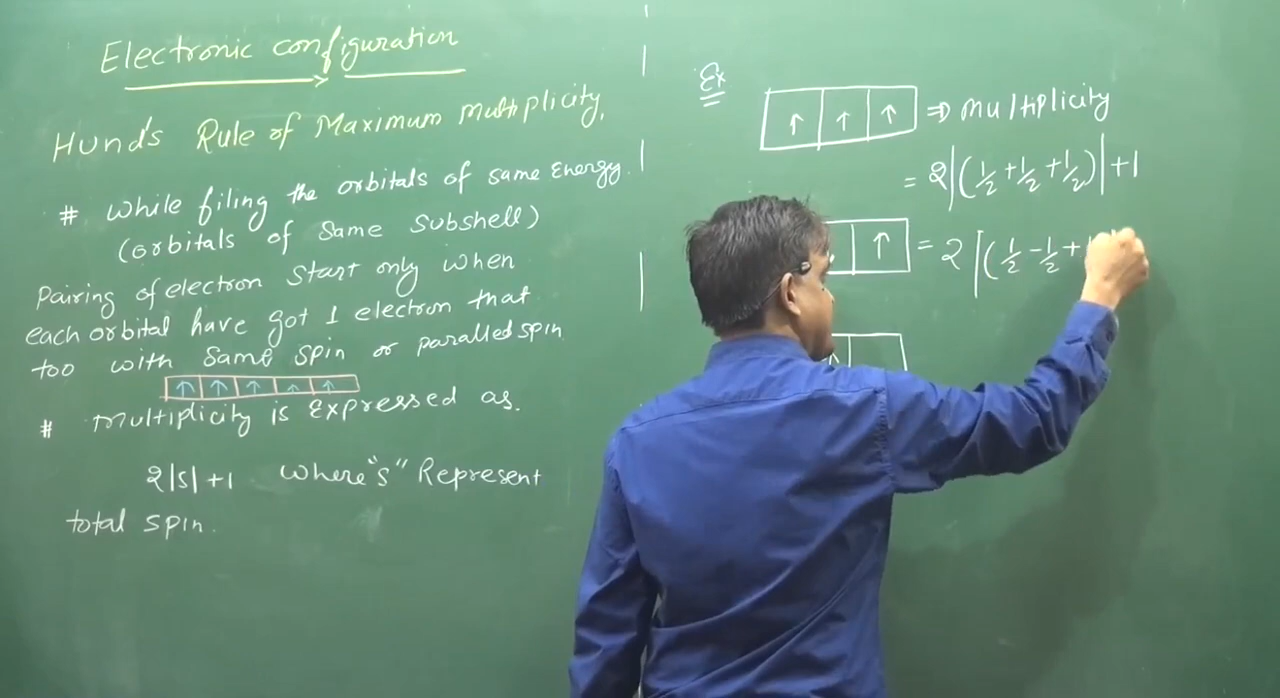 Electronic configuration
Hund's Rule of Maximum Multiplicity,
# While filing the orbitals of same Energy.
(orbitals of same subshell)
Pairing of electron start only when
each orbital have got 1 electron that
too with same spin or paralled spin
↑ ↑ ↑ ↑ ↑
# Multiplicity is Expressed as.
2|s|+1 Where "s" Represent
total spin.
Ex
↑ ↑ ↑ ⇒ Multiplicity
= 2|(1/2+1/2+1/2)|+1
↑ = 2|(1/2-1/2+